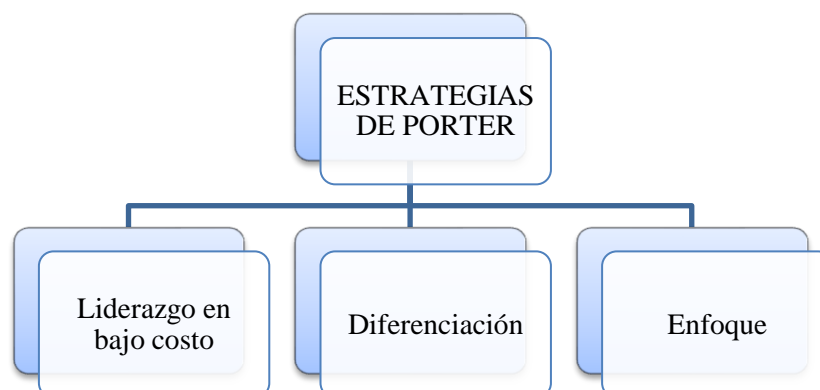 ESTRATEGIAS
DE PORTER
Liderazgo en
bajo costo
Diferenciación
Enfoque